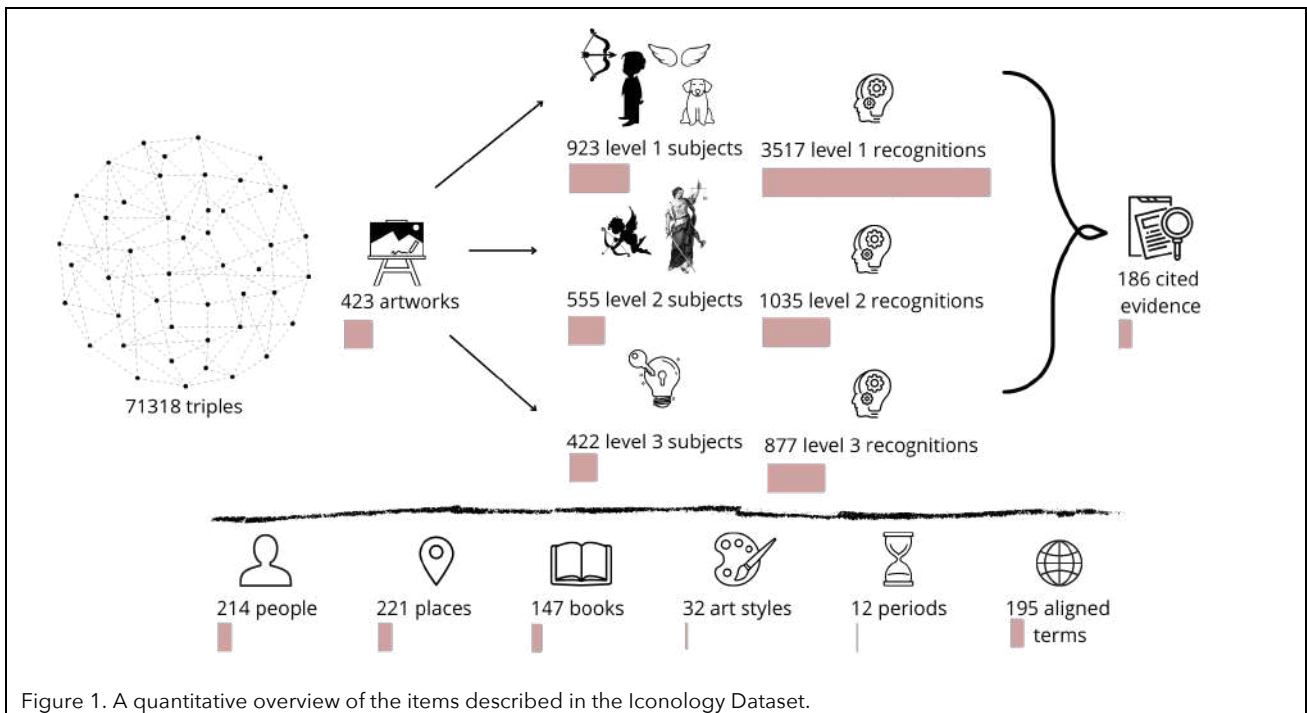 923 level 1 subjects
3517 level 1 recognitions
423 artworks
555 level 2 subjects
1035 level 2 recognitions
186 cited
evidence
71318 triples
422 level 3 subjects
877 level 3 recognitions
214 people
221 places
147 books
32 art styles
12 periods
195 aligned
terms
Figure 1. A quantitative overview of the items described in the Iconology Dataset.